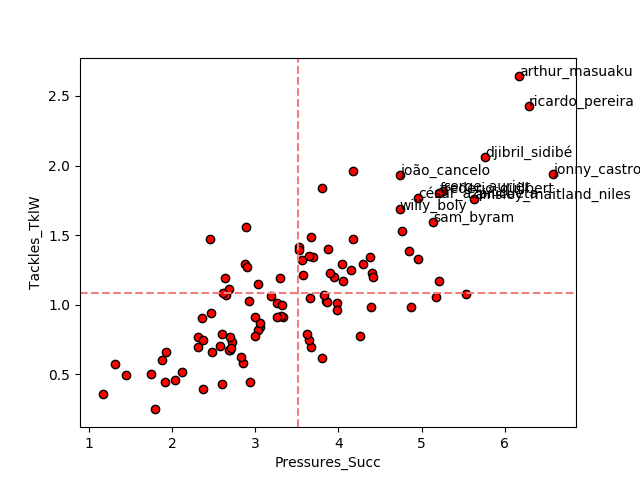 arthur_masuaku
ricardo_pereira
djibril_sidibé
joão_cancelo
jonny_castro
maitland_niles
willy_boly
sam_byram
2.5
2.0
1.5
1.0
0.5
Tackles_TklW
1
2
3
4
5
6
Pressures_Succ